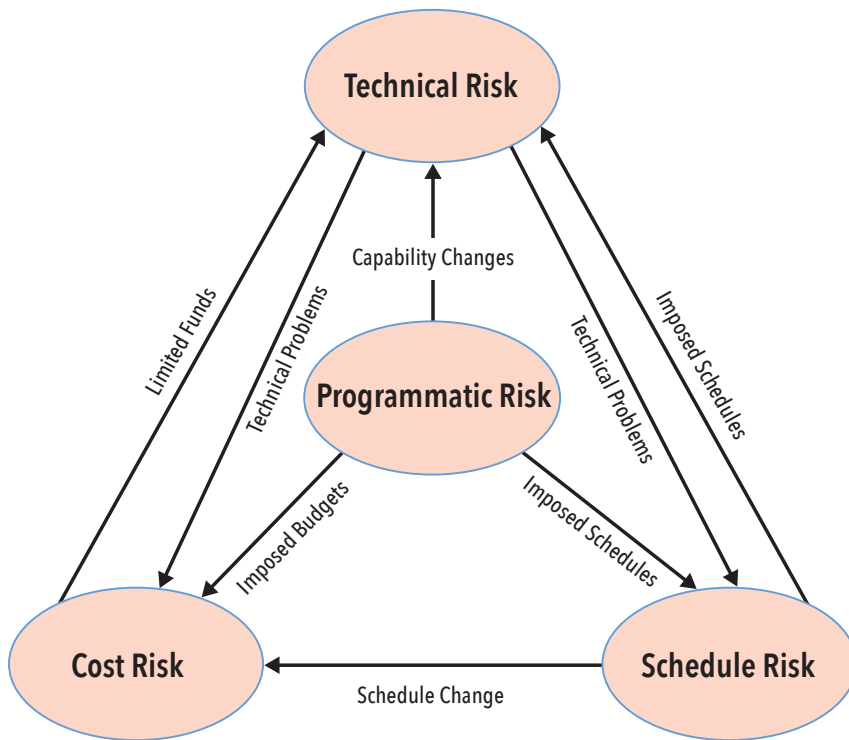 Technical Risk
Capability Changes
Limited Funds
Technical Problems
Technical Problems
Imposed Schedules
Programmatic Risk
Imposed Budgets
Imposed Schedules
Cost Risk
Schedule Risk
Schedule Change